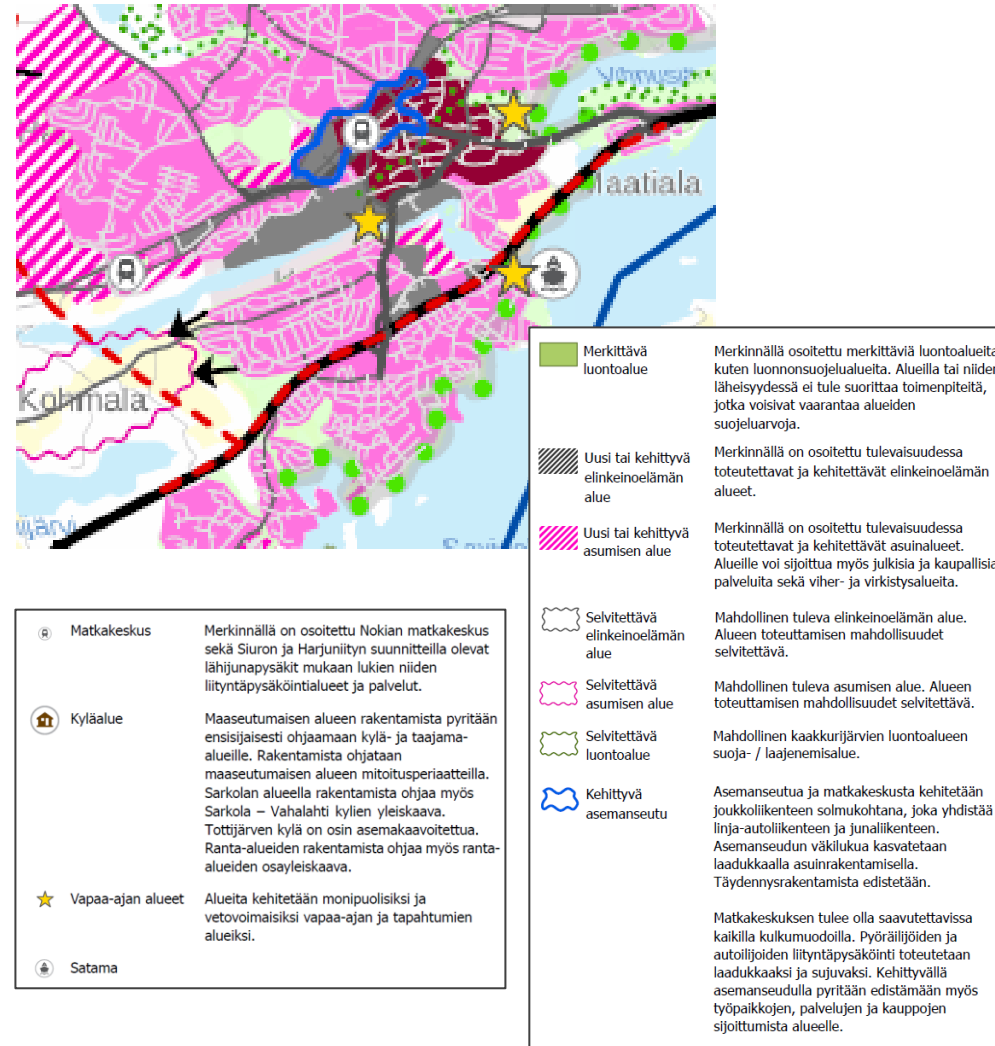 Kohmala
Merkittävä
luontoalue
Merkinnällä osoitettu merkittäviä luontoalueita
kuten luonnonsuojelualueita. Alueilla tai niiden
läheisyydessä ei tule suorittaa toimenpiteitä,
jotka voisivat vaarantaa alueiden
suojeluarvoja.
Uusi tai kehittyvä
elinkeinoelämän
alue
Merkinnällä on osoitettu tulevaisuudessa
toteutettavat ja kehitettävät elinkeinoelämän
alueet.
Uusi tai kehittyvä
asumisen alue
Merkinnällä on osoitettu tulevaisuudessa
toteutettavat ja kehitettävät asuinalueet.
Alueille voi sijoittua myös julkisia ja kaupallisia
palveluita sekä viher- ja virkistysalueita.
Selvitettävä
elinkeinoelämän
alue
Mahdollinen tuleva elinkeinoelämän alue.
Alueen toteuttamisen mahdollisuudet
selvitettävä.
Selvitettävä
asumisen alue
Mahdollinen tuleva asumisen alue. Alueen
toteuttamisen mahdollisuudet selvitettävä.
Selvitettävä
luontoalue
Mahdollinen kaakkurijärvien luontoalueen
suoja- / laajenemisalue.
Kehittyvä
asemanseutu
Asemanseutua ja matkakeskusta kehitetään
joukkoliikenteen solmukohtana, joka yhdistää
linja-autoliikenteen ja junaliikenteen.
Asemanseudun väkilukua kasvatetaan
laadukkaalla asuinrakentamisella.
Täydennysrakentamista edistetään.
Matkakeskuksen tulee olla saavutettavissa
kaikilla kulkumuodoilla. Pyöräilijöiden ja
autoilijoiden liityntäpysäköinti toteutetaan
laadukkaaksi ja sujuvaksi. Kehittyvällä
asemanseudulla pyritään edistämään myös
työpaikkojen, palvelujen ja kauppojen
sijoittumista alueelle.
Matkakeskus
Merkinnällä on osoitettu Nokian matkakeskus
sekä Siuron ja Harjuniityn suunnitteilla olevat
lähijunapysäkit mukaan lukien niiden
liityntäpysäköintialueet ja palvelut.
Kyläalue
Maaseutumaisen alueen rakentamista pyritään
ensisijaisesti ohjaamaan kylä- ja taajama-
alueille. Rakentamista ohjataan
maaseutumaisen alueen mitoitusperiaatteilla.
Sarkolan alueella rakentamista ohjaa myös
Sarkola – Vahalahti kylien yleiskaava.
Tottijärven kylä on osin asemakaavoitettua.
Ranta-alueiden rakentamista ohjaa myös ranta-
alueiden osayleiskaava.
Vapaa-ajan alueet
Alueita kehitetään monipuolisiksi ja
vetovoimaisiksi vapaa-ajan ja tapahtumien
alueiksi.
Satama